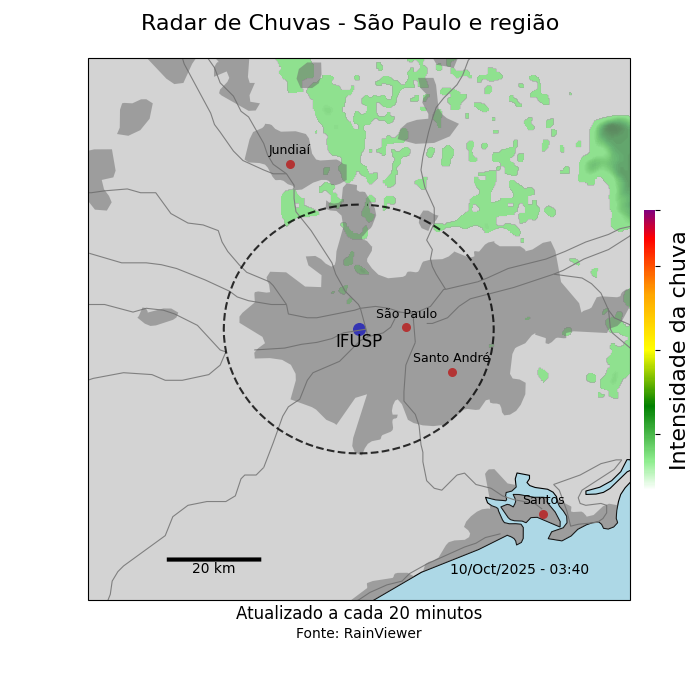 Radar de Chuvas - São Paulo e região
Jundiaí
São Paulo
IFUSP
Santo André
Santos
20 km
10/Oct/2025 - 03:40
Intensidade da chuva
Atualizado a cada 20 minutos
Fonte: RainViewer